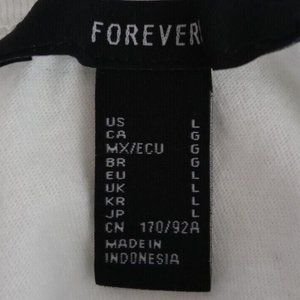 FOREVER
US L
CA G
MX/ECU G
BR G
EU L
UK L
KR L
JP L
CN 170/92A
MADE IN
INDONESIA